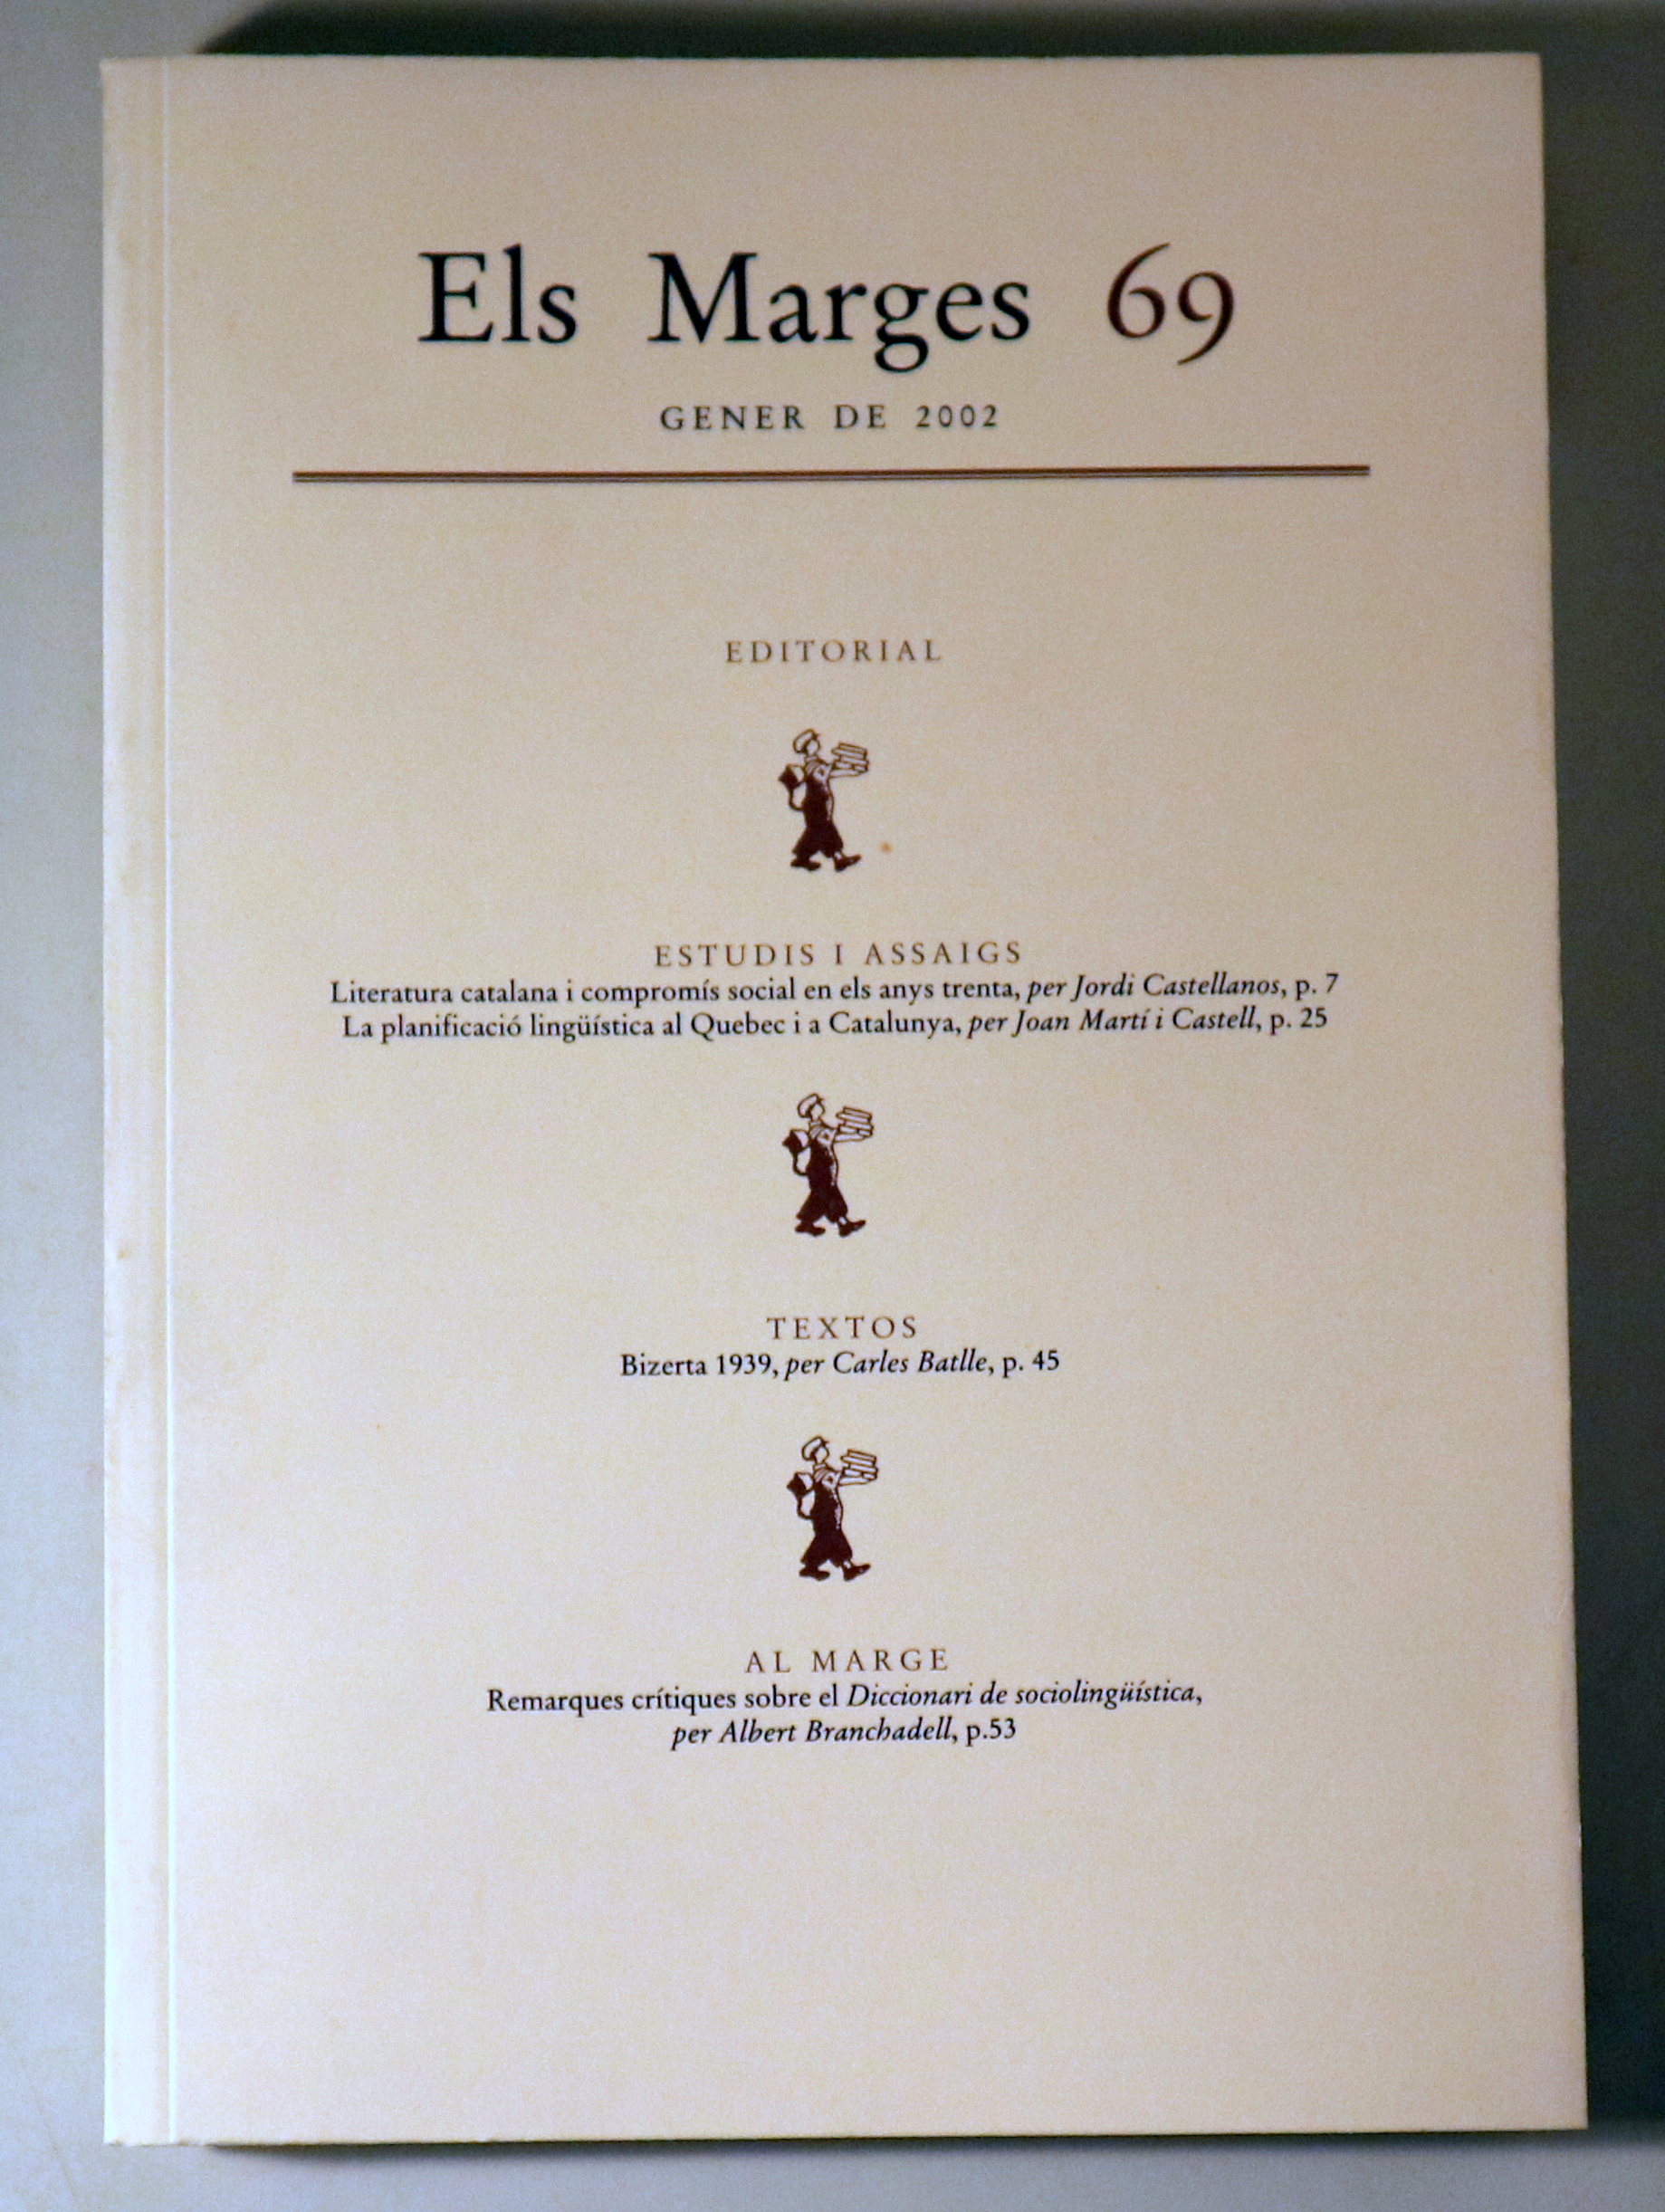 Els Marges 69
GENER DE 2002
EDITORIAL
ESTUDIS I ASSAIGS
Literatura catalana i compromís social en els anys trenta, per Jordi Castellanos, p. 7
La planificació lingüística al Quebec i a Catalunya, per Joan Martí i Castell, p. 25
TEXTOS
Bizerta 1939, per Carles Batlle, p. 45
AL MARGE
Remarques crítiques sobre el Diccionari de sociolingüística,
per Albert Branchadell, p.53